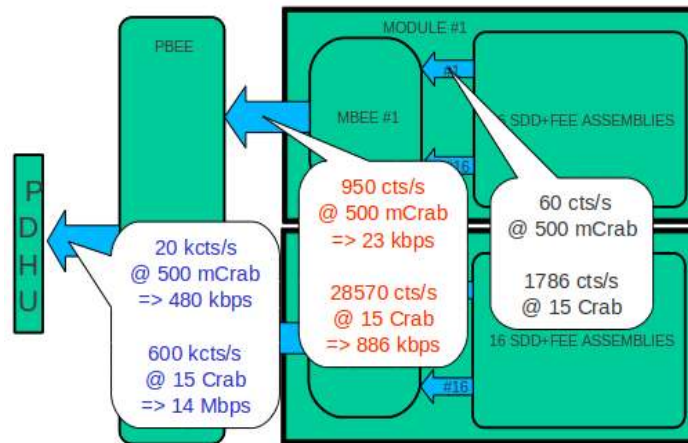 MODULE #1
PBEE
#1
MBEE #1
SDD+FEE ASSEMBLIES
#16
P
D
H
U
20 kcts/s
@ 500 mCrab
=> 480 kbps
600 kcts/s
@ 15 Crab
=> 14 Mbps
950 cts/s
@ 500 mCrab
=> 23 kbps
28570 cts/s
@ 15 Crab
=> 886 kbps
60 cts/s
@ 500 mCrab
1786 cts/s
@ 15 Crab
16 SDD+FEE ASSEMBLIES
#16